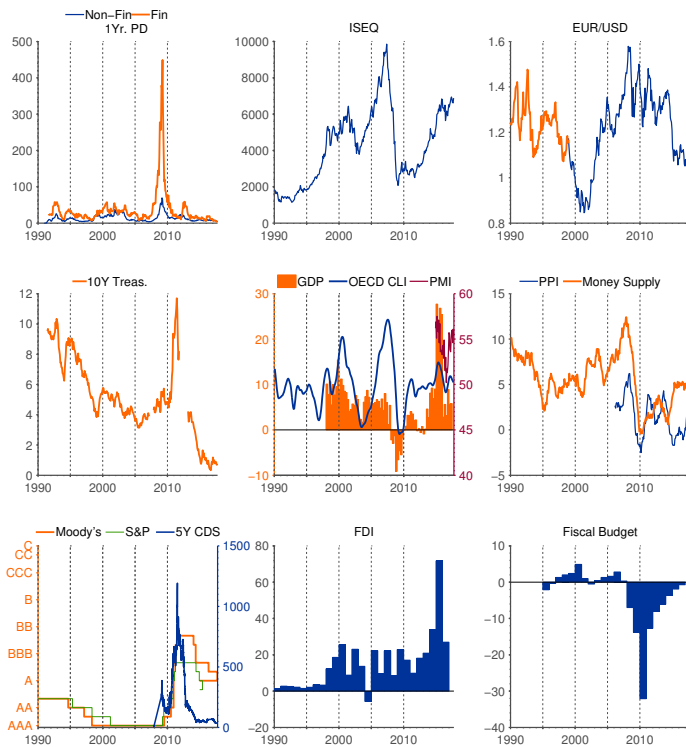 Non−Fin Fin
1Yr. PD
ISEQ
EUR/USD
500
400
300
200
100
0
1990 2000 2010
10000
8000
6000
4000
2000
0
1990 2000 2010
1.6
1.4
1.2
1
0.8
1990 2000 2010
10Y Treas.
12
10
8
6
4
2
0
1990 2000 2010
GDP OECD CLI PMI
30
20
10
0
−10
60
55
50
45
40
1990 2000 2010
PPI Money Supply
15
10
5
0
−5
1990 2000 2010
Moody's S&P 5Y CDS
C
CC
CCC
B
BB
BBB
A
AA
AAA
1500
1000
500
0
1990 2000 2010
FDI
80
60
40
20
0
−20
1990 2000 2010
Fiscal Budget
10
0
−10
−20
−30
−40
1990 2000 2010